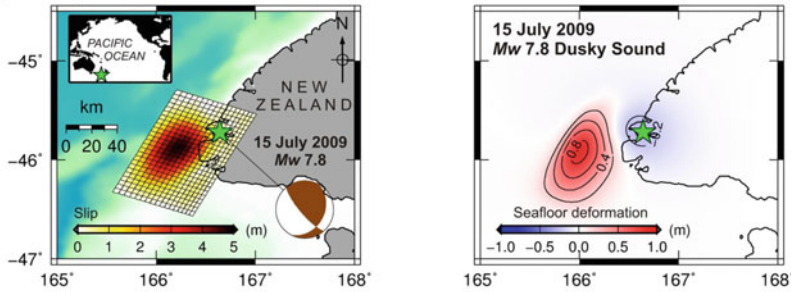 −45˚
−46˚
−47˚
PACIFIC
OCEAN
km
0 20 40
N
NEW
ZEALAND
15 July 2009
Mw 7.8
Slip
(m)
0 1 2 3 4 5
165˚ 166˚ 167˚ 168˚
15 July 2009
Mw 7.8 Dusky Sound
−45˚
−46˚
−47˚
0.8
0.4
−0.2
Seafloor deformation
(m)
−1.0 −0.5 0.0 0.5 1.0
165˚ 166˚ 167˚ 168˚